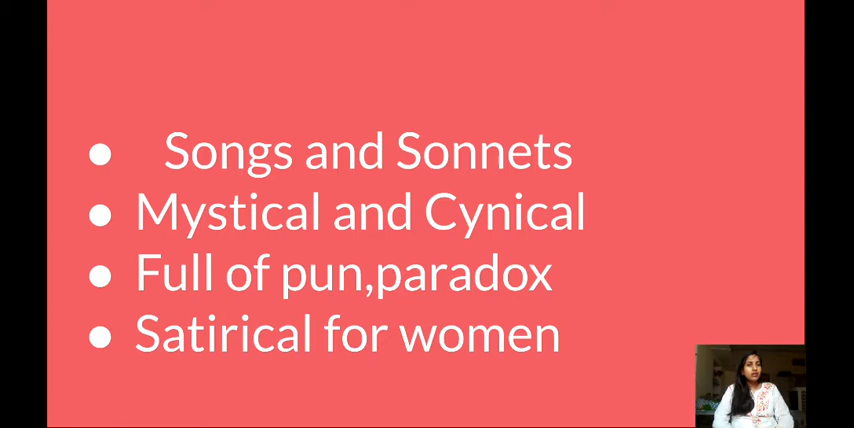 ● Songs and Sonnets
● Mystical and Cynical
● Full of pun,paradox
● Satirical for women